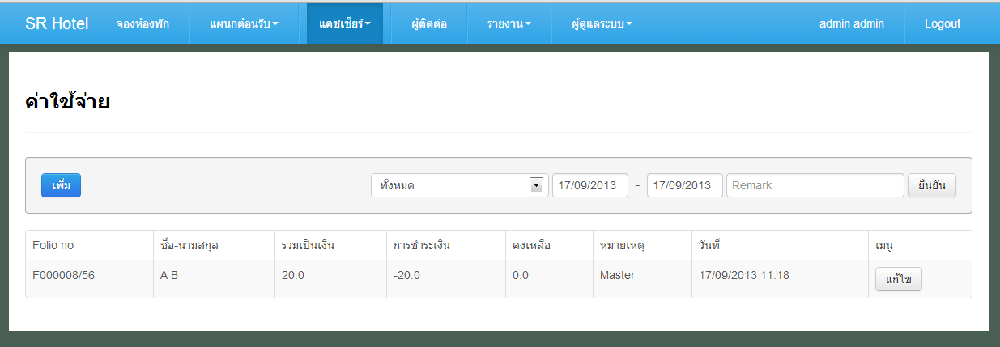 SR Hotel จองห้องพัก แผนกต้อนรับ แคชเชียร์ ผู้ติดต่อ รายงาน ผู้ดูแลระบบ admin admin Logout
ค่าใช้จ่าย
เพิ่ม ทั้งหมด 17/09/2013 - 17/09/2013 Remark ยืนยัน
Folio no ชื่อ-นามสกุล รวมเป็นเงิน การชำระเงิน คงเหลือ หมายเหตุ วันที่ เมนู
F000008/56 A B 20.0 -20.0 0.0 Master 17/09/2013 11:18 แก้ไข